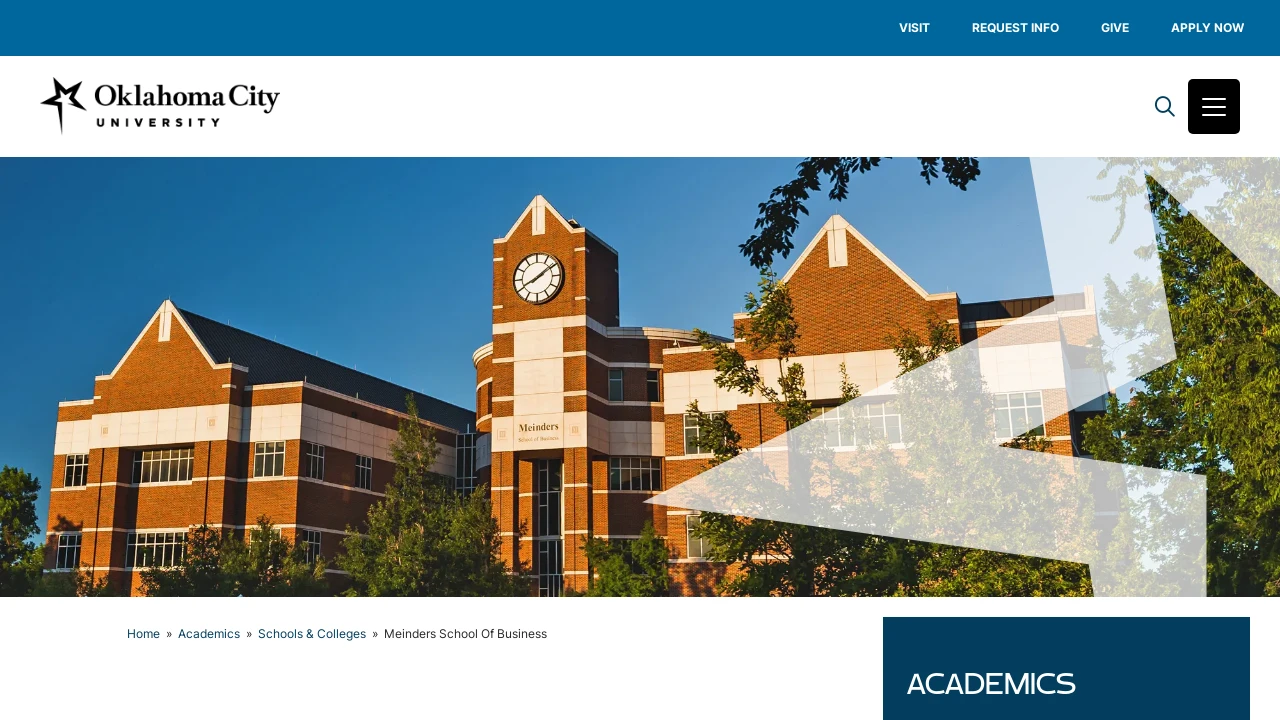 VISIT REQUEST INFO GIVE APPLY NOW
Oklahoma City
UNIVERSITY
Meinders
School of Business
Home » Academics » Schools & Colleges » Meinders School Of Business
ACADEMICS